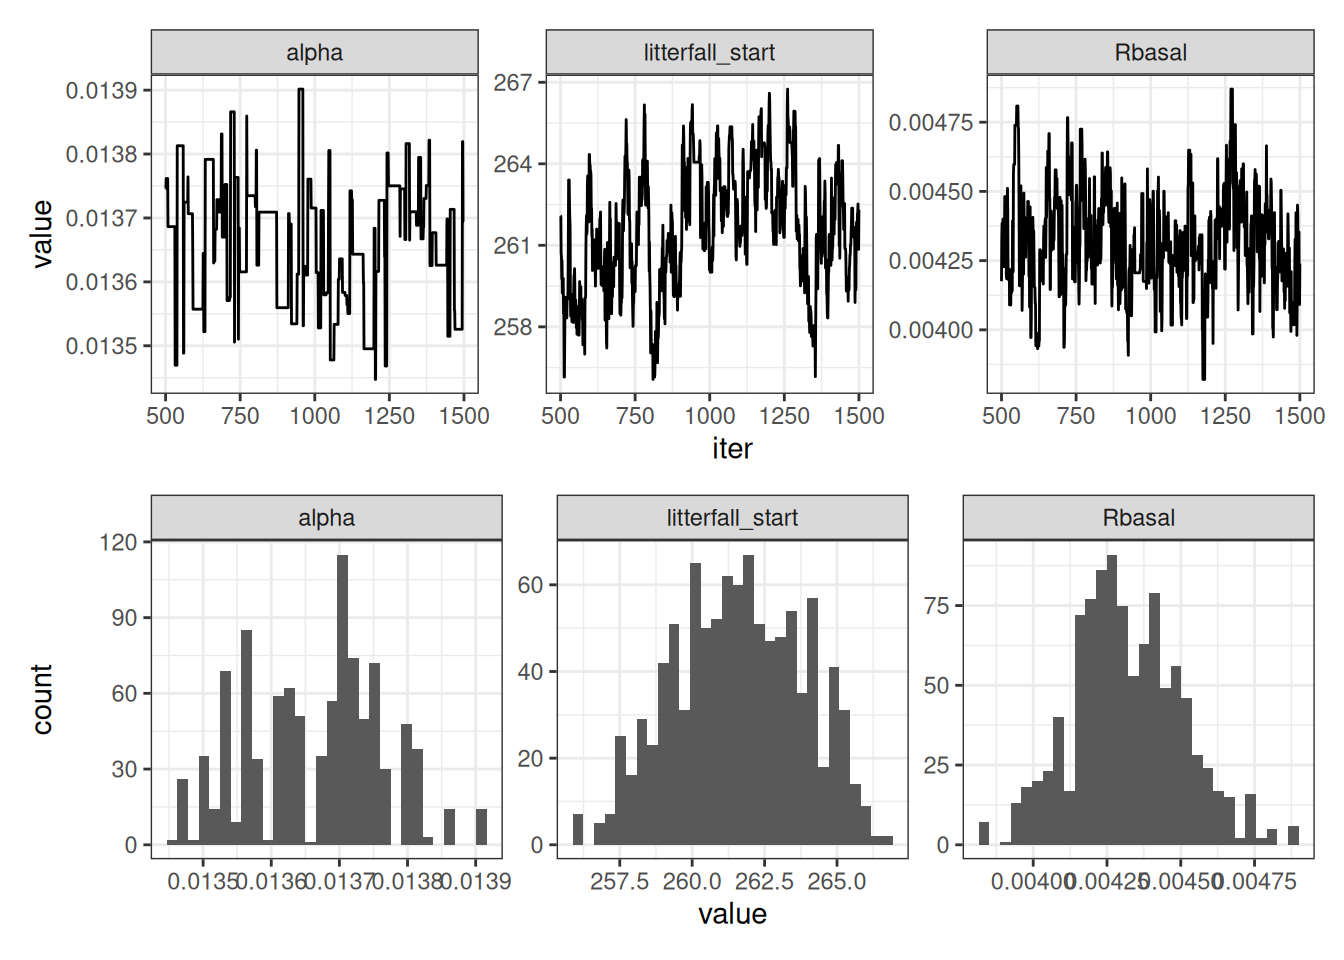 alpha
litterfall_start
Rbasal
value
0.0139
0.0138
0.0137
0.0136
0.0135
267
264
261
258
0.00475
0.00450
0.00425
0.00400
500 750 1000 1250 1500
500 750 1000 1250 1500
500 750 1000 1250 1500
iter
alpha
litterfall_start
Rbasal
count
120
90
60
30
0
60
40
20
0
75
50
25
0
0.0135 0.0136 0.0137 0.0138 0.0139
257.5 260.0 262.5 265.0
0.00400 0.00425 0.00450 0.00475
value